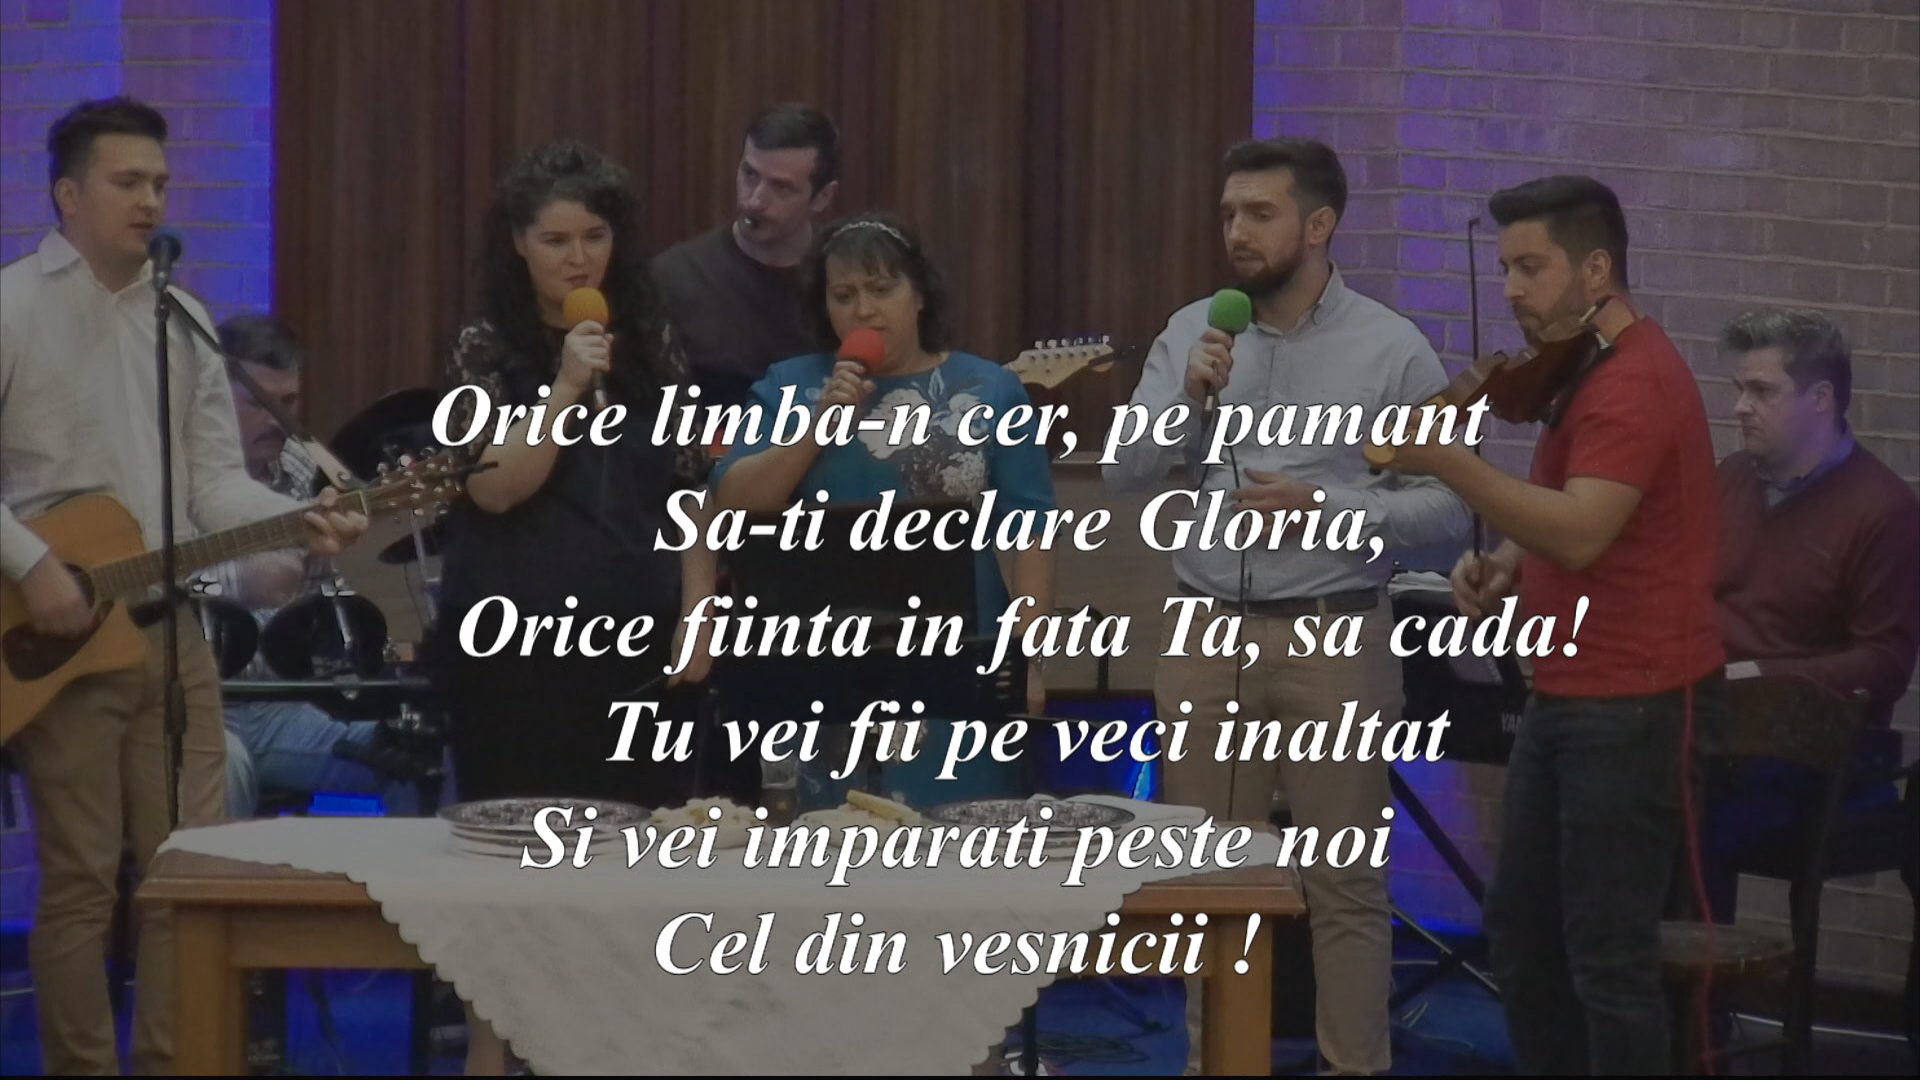 Orice limba-n cer, pe pamant
Sa-ti declare Gloria,
Orice fiinta in fata Ta, sa cada!
Tu vei fii pe veci inaltat
Si vei imparati peste noi
Cel din vesnicii !